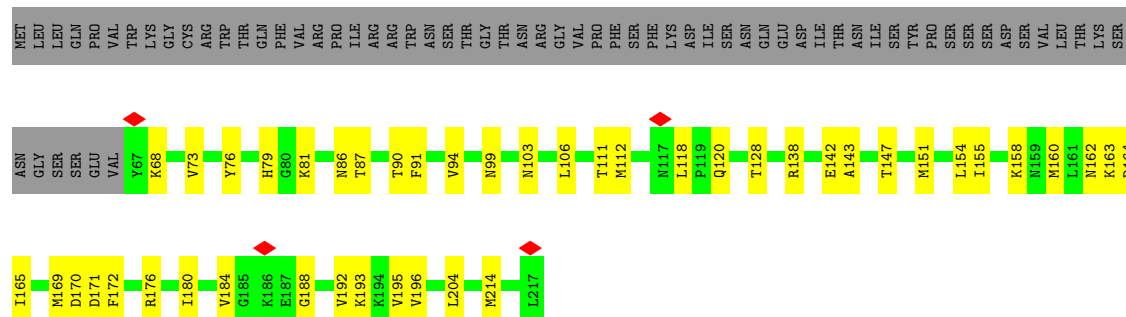 MET LEU LEU GLN PRO VAL TRP LYS GLY CYS ARG TRP THR GLN PHE VAL ARG PRO ILE ARG ARG TRP ASN SER THR GLY THR ASN ARG GLY VAL PRO PHE SER PHE LYS ASP ILE SER ASN GLN GLU ASP ILE THR ASN ILE SER TYR PRO SER SER SER ASP SER VAL LEU THR LYS SER
ASN GLY SER SER GLU VAL Y67 K68 V73 Y76 H79 G80 K81 N86 T87 T90 F91 V94 N99 N103 L106 T111 M112 N117 L118 P119 Q120 T128 R138 E142 A143 T147 M151 L154 I155 K158 N159 M160 L161 N162 K163
I165 M169 D170 D171 F172 R176 I180 V184 G185 K186 E187 G188 V192 K193 K194 V195 V196 L204 M214 L217